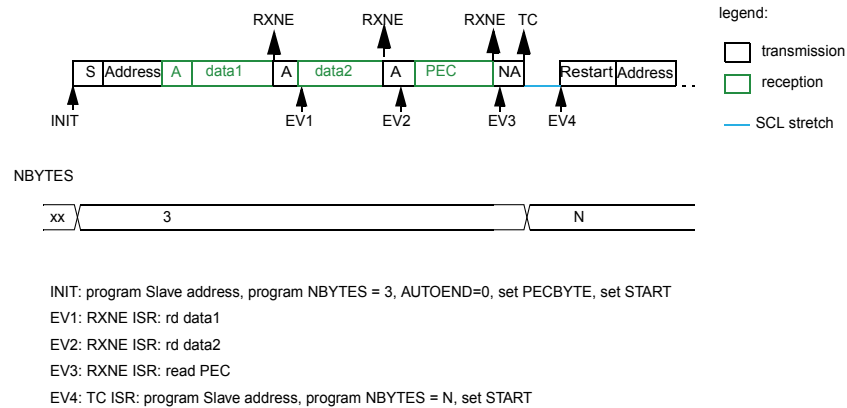 RXNE RXNE RXNE TC
legend:
transmission
reception
SCL stretch
S Address A data1 A data2 A PEC NA Restart Address
INIT EV1 EV2 EV3 EV4
NBYTES
xx 3 N
INIT: program Slave address, program NBYTES = 3, AUTOEND=0, set PECBYTE, set START
EV1: RXNE ISR: rd data1
EV2: RXNE ISR: rd data2
EV3: RXNE ISR: read PEC
EV4: TC ISR: program Slave address, program NBYTES = N, set START